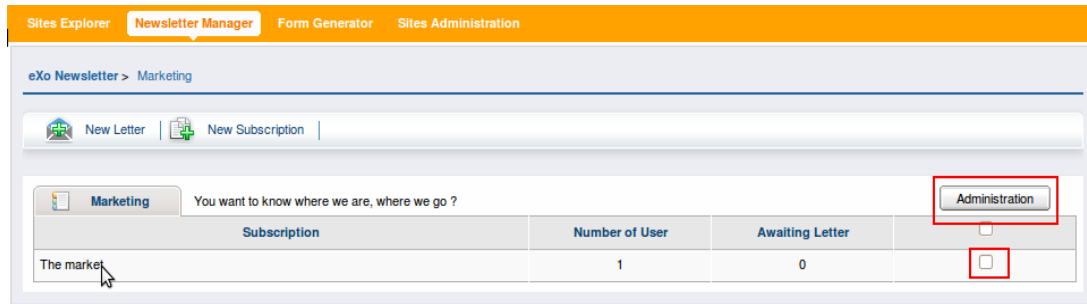 Sites Explorer Newsletter Manager Form Generator Sites Administration
eXo Newsletter > Marketing
New Letter New Subscription
Marketing You want to know where we are, where we go ? Administration
Subscription Number of User Awaiting Letter
The market 1 0